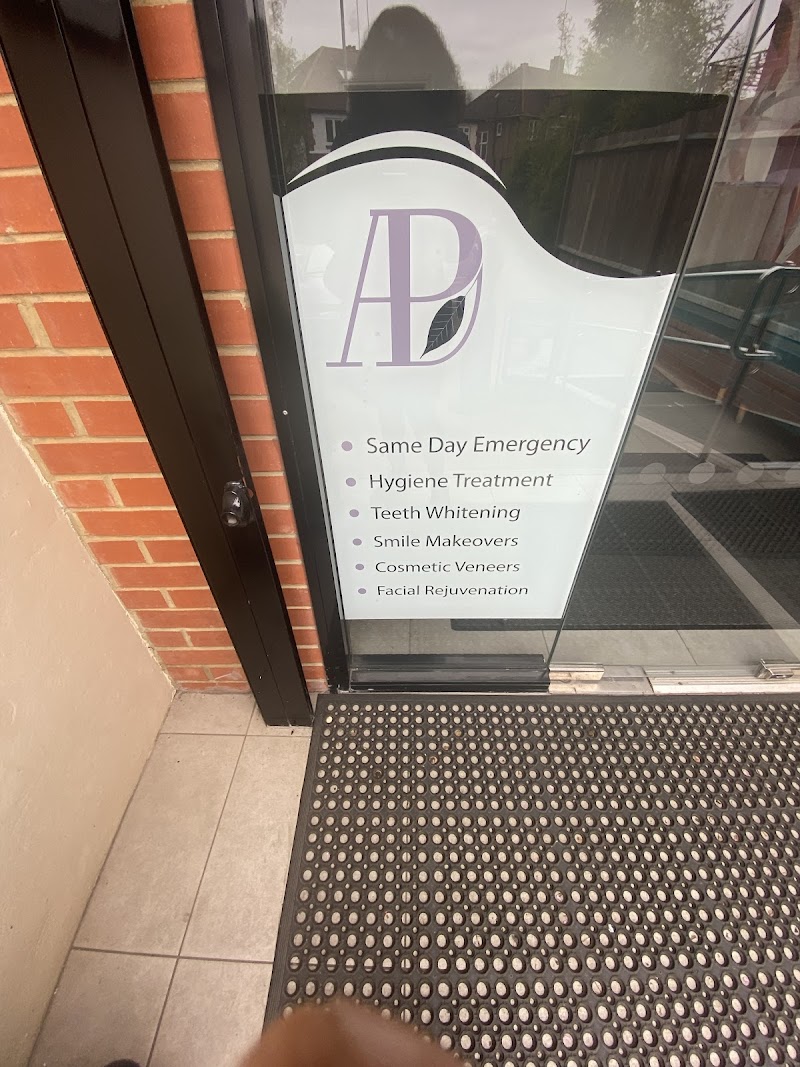 AD
Same Day Emergency
Hygiene Treatment
Teeth Whitening
Smile Makeovers
Cosmetic Veneers
Facial Rejuvenation